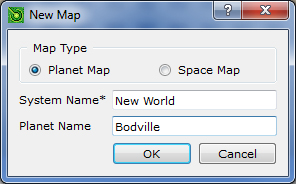 New Map
?
Map Type
Planet Map Space Map
System Name* New World
Planet Name Bodville
OK Cancel